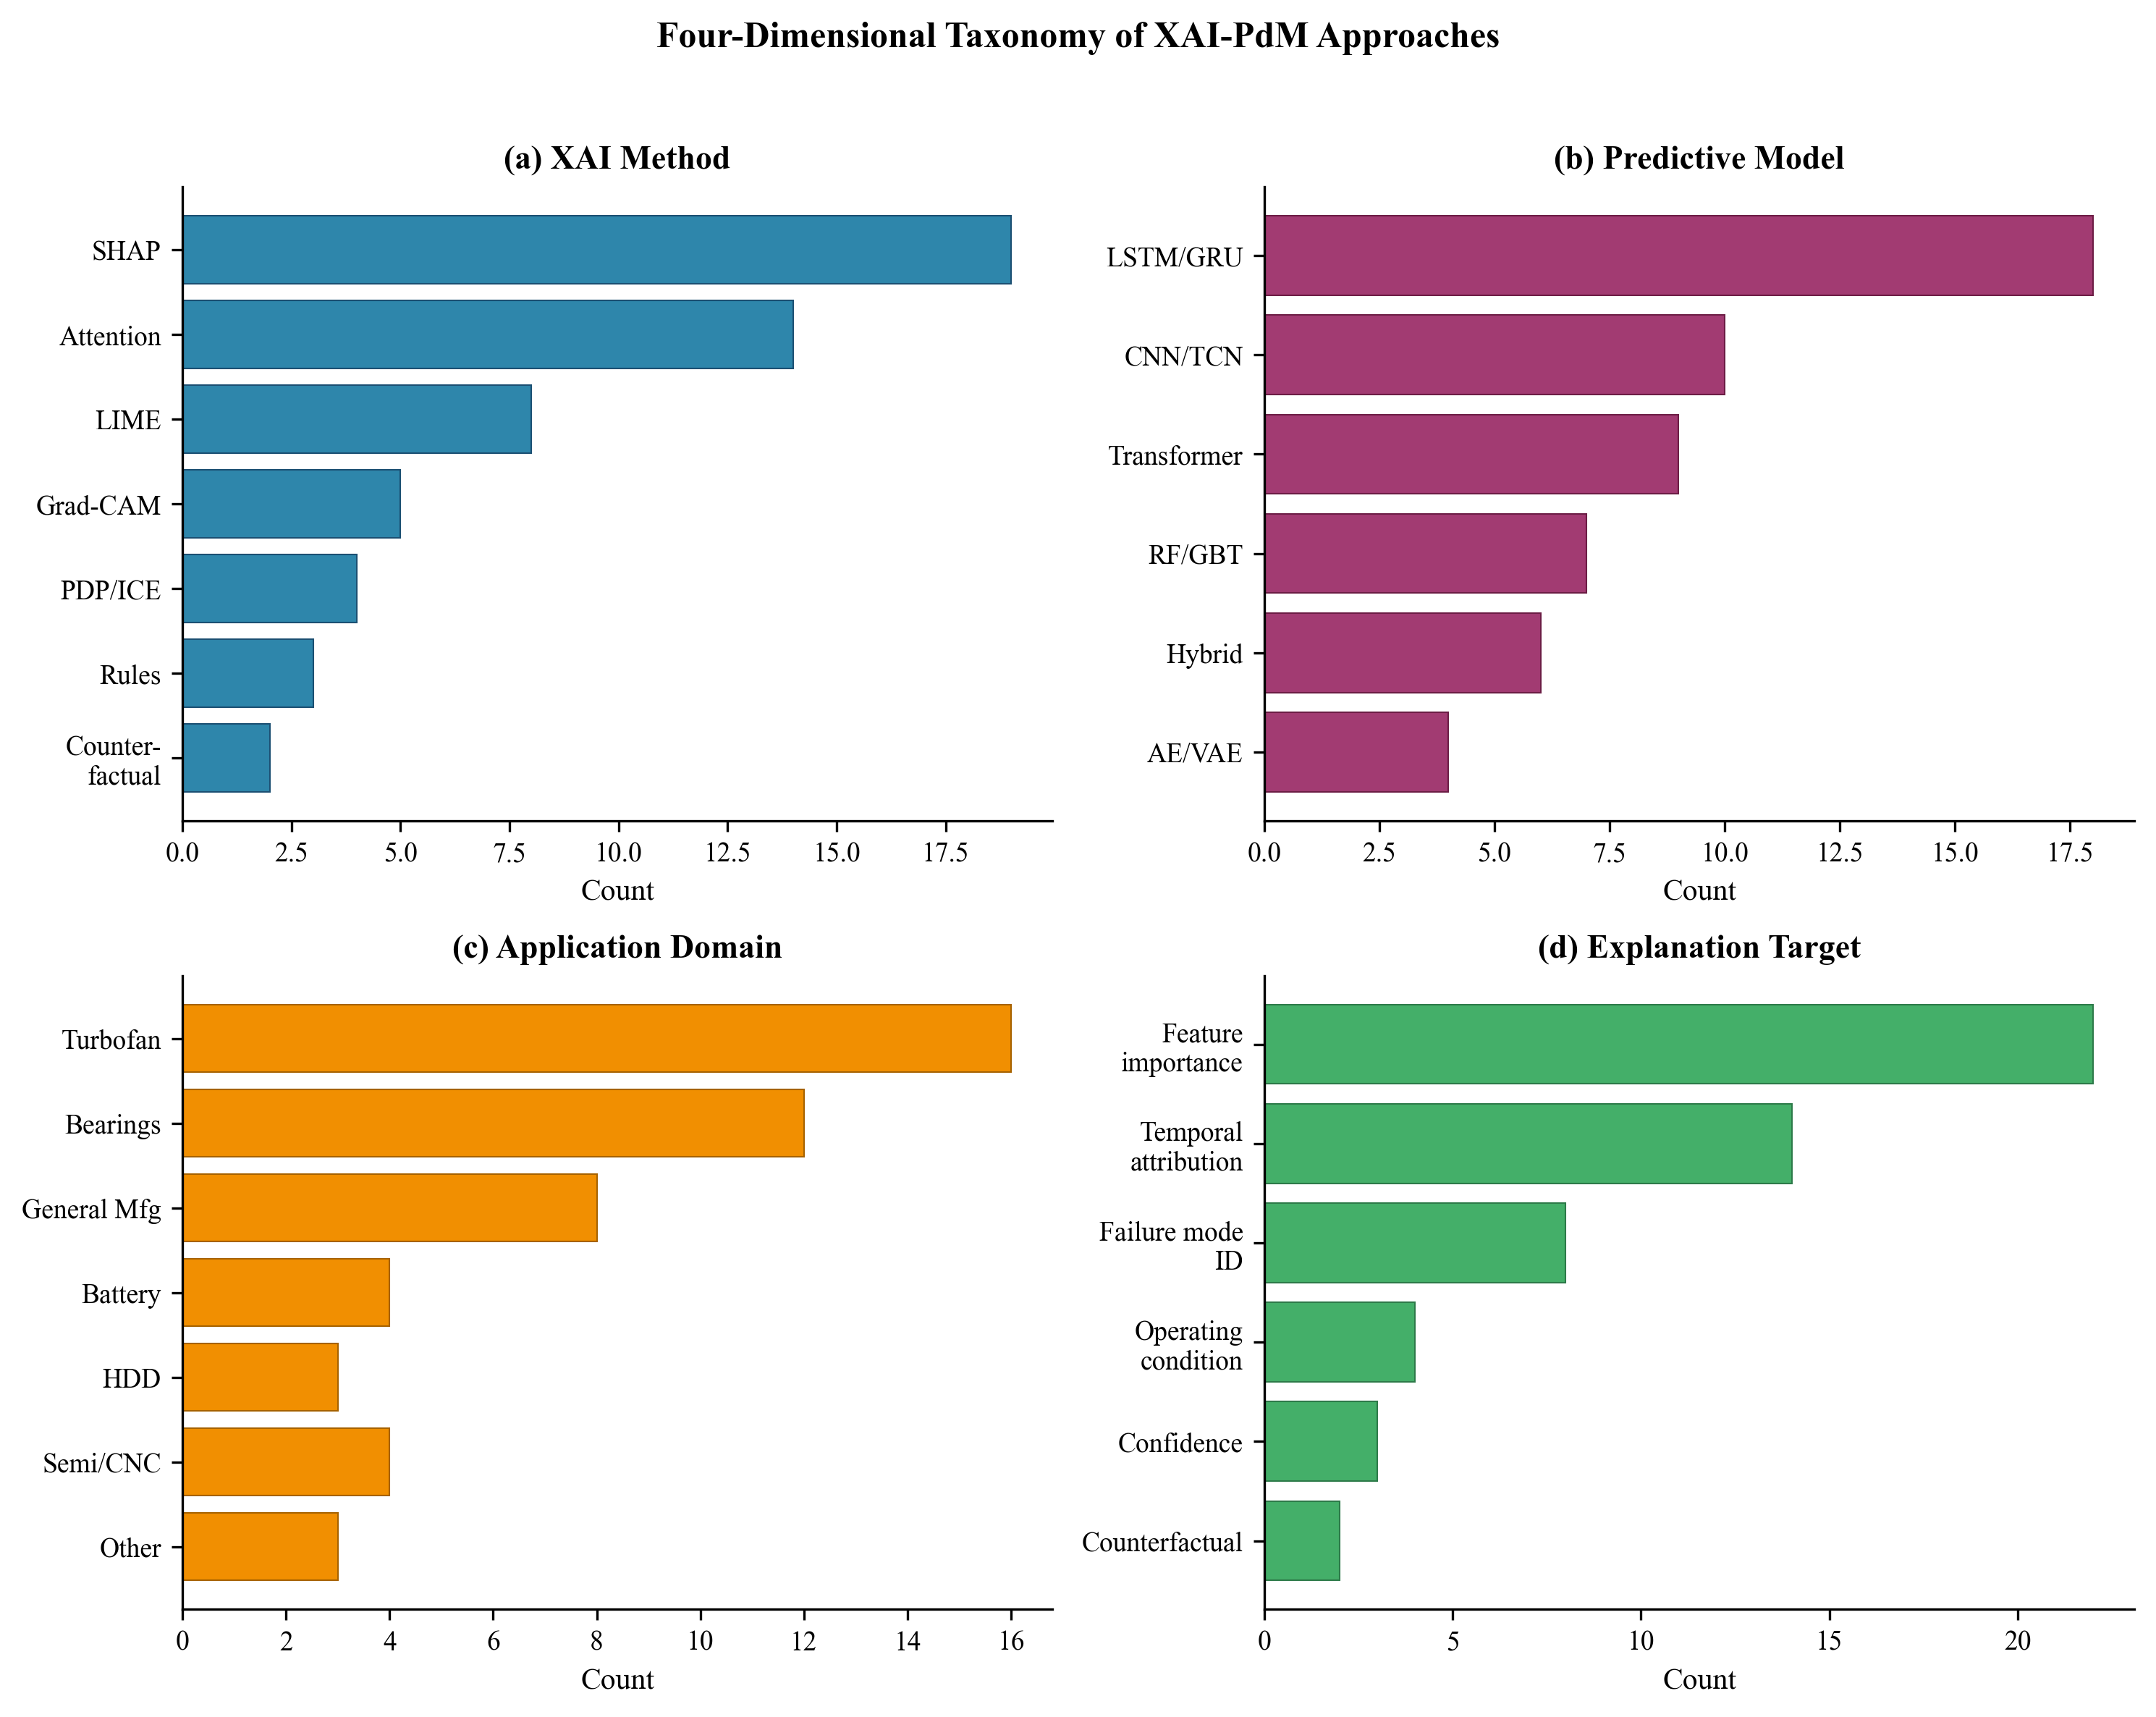 Four-Dimensional Taxonomy of XAI-PdM Approaches
(a) XAI Method
SHAP
Attention
LIME
Grad-CAM
PDP/ICE
Rules
Counter-
factual
0.0 2.5 5.0 7.5 10.0 12.5 15.0 17.5
Count
(b) Predictive Model
LSTM/GRU
CNN/TCN
Transformer
RF/GBT
Hybrid
AE/VAE
0.0 2.5 5.0 7.5 10.0 12.5 15.0 17.5
Count
(c) Application Domain
Turbofan
Bearings
General Mfg
Battery
HDD
Semi/CNC
Other
0 2 4 6 8 10 12 14 16
Count
(d) Explanation Target
Feature
importance
Temporal
attribution
Failure mode
ID
Operating
condition
Confidence
Counterfactual
0 5 10 15 20
Count